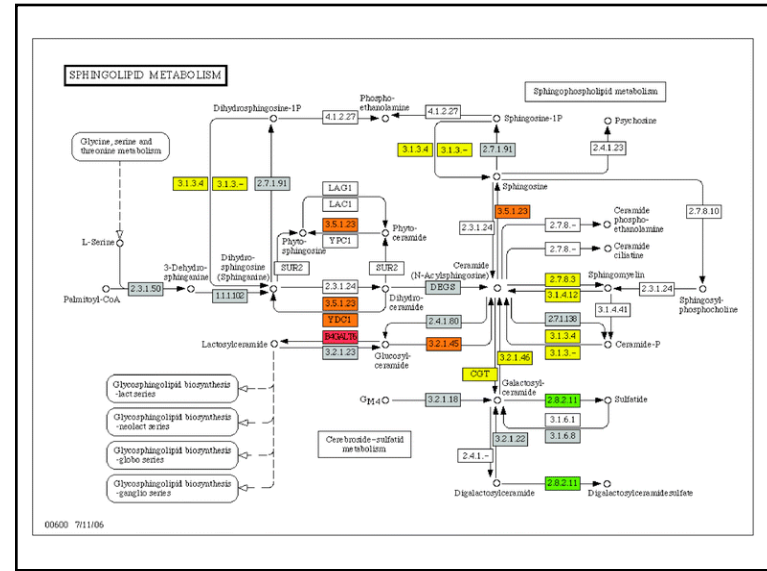 SPHINGOLIPID METABOLISM
Sphingophospholipid metabolism
Dihydrosphingosine-1P
4.1.2.27
Phospho-
ethanolamine
4.1.2.27
Sphingosine-1P
Psychosine
Glycine, serine and
threonine metabolism
3.1.3.4
3.1.3.-
2.7.1.91
3.1.3.4
3.1.3.-
2.7.1.91
2.4.1.23
Sphingosine
LAG1
LAC1
3.5.1.23
YPC1
Phyto-
sphingosine
Phyto-
ceramide
2.3.1.24
3.5.1.23
2.7.8.10
2.7.8.-
Ceramide
phospho-
ethanolamine
2.7.8.-
Ceramide
ciliatine
L-Serine
3-Dehydro-
sphinganine
Dihydro-
sphingosine
(Sphinganine)
SUR2
SUR2
Ceramide
(N-Acylsphingosine)
Sphingomyelin
Palmitoyl-CoA
2.3.1.50
1.1.1.102
2.3.1.24
Dihydro-
ceramide
DEGS
2.7.8.3
3.1.4.12
2.3.1.24
Sphingosyl-
phosphocholine
3.5.1.23
YDC1
3.1.4.41
2.4.1.80
2.7.1.138
Lactosylceramide
B4GALT6
3.2.1.23
Glucosyl-
ceramide
3.2.1.45
3.1.3.4
3.1.3.-
Ceramide-P
3.2.1.46
CGT
Galactosyl-
ceramide
Glycosphingolipid biosynthesis
-lact series
GM4
3.2.1.18
2.8.2.11
Sulfatide
Glycosphingolipid biosynthesis
-neolact series
3.1.6.1
3.1.6.8
Cerebroside-sulfatid
metabolism
3.2.1.22
Glycosphingolipid biosynthesis
-globo series
2.4.1.-
Glycosphingolipid biosynthesis
-ganglio series
Digalactosylceramide
2.8.2.11
Digalactosylceramidesulfate
00600 7/11/06